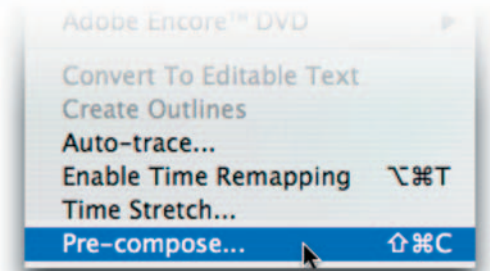 Adobe Encore™ DVD
Convert To Editable Text
Create Outlines
Auto-trace...
Enable Time Remapping ⌥⌘T
Time Stretch...
Pre-compose... ⇧⌘C